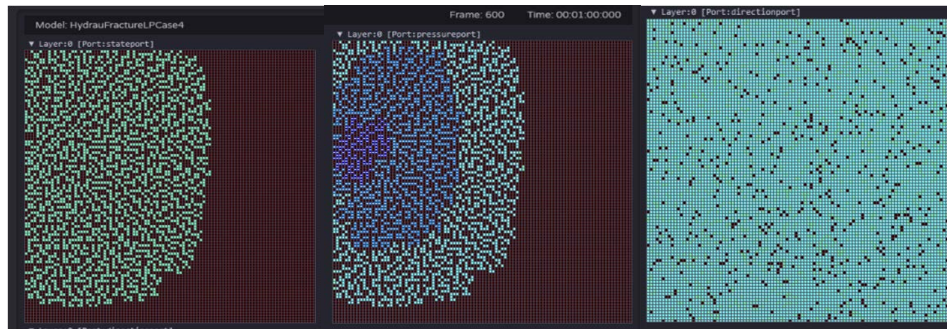 Model: HydrauFractureLPCase4
Frame: 600 Time: 00:01:00:000
▼ Layer:0 [Port:stateport]
▼ Layer:0 [Port:pressureport]
▼ Layer:0 [Port:directionport]